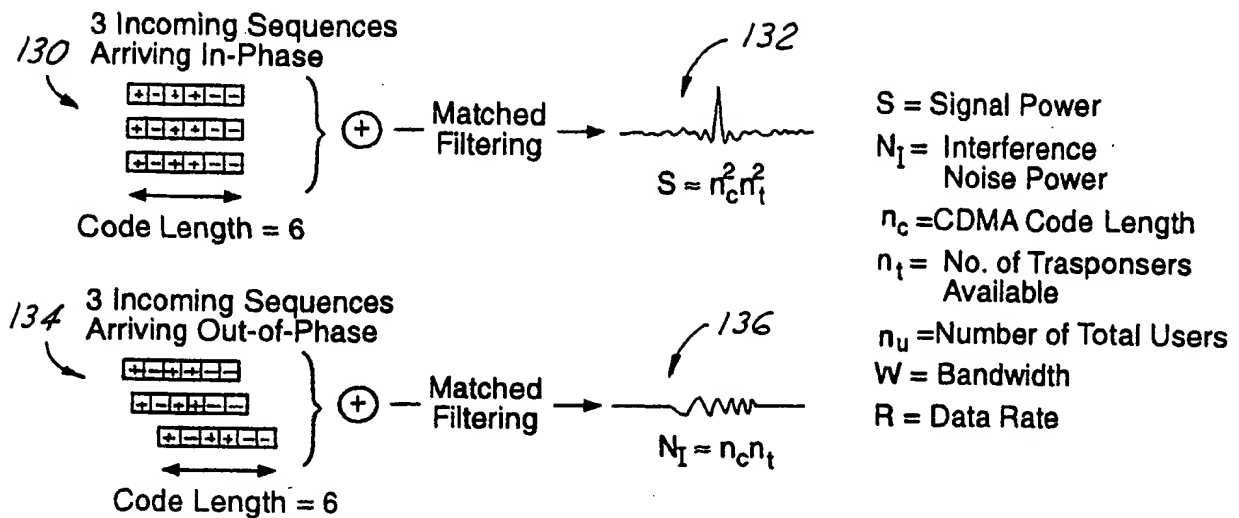 130
3 Incoming Sequences
Arriving In-Phase
+ - + + - -
+ - + + - -
+ - + + - -
Code Length = 6
+
Matched
Filtering
132
S ≈ n_c^2 n_t^2
134
3 Incoming Sequences
Arriving Out-of-Phase
+ - + + - -
+ - + + - -
+ - + + - -
Code Length = 6
+
Matched
Filtering
136
N_I ≈ n_c n_t
S = Signal Power
N_I = Interference
Noise Power
n_c =CDMA Code Length
n_t = No. of Trasponsers
Available
n_u =Number of Total Users
W = Bandwidth
R = Data Rate